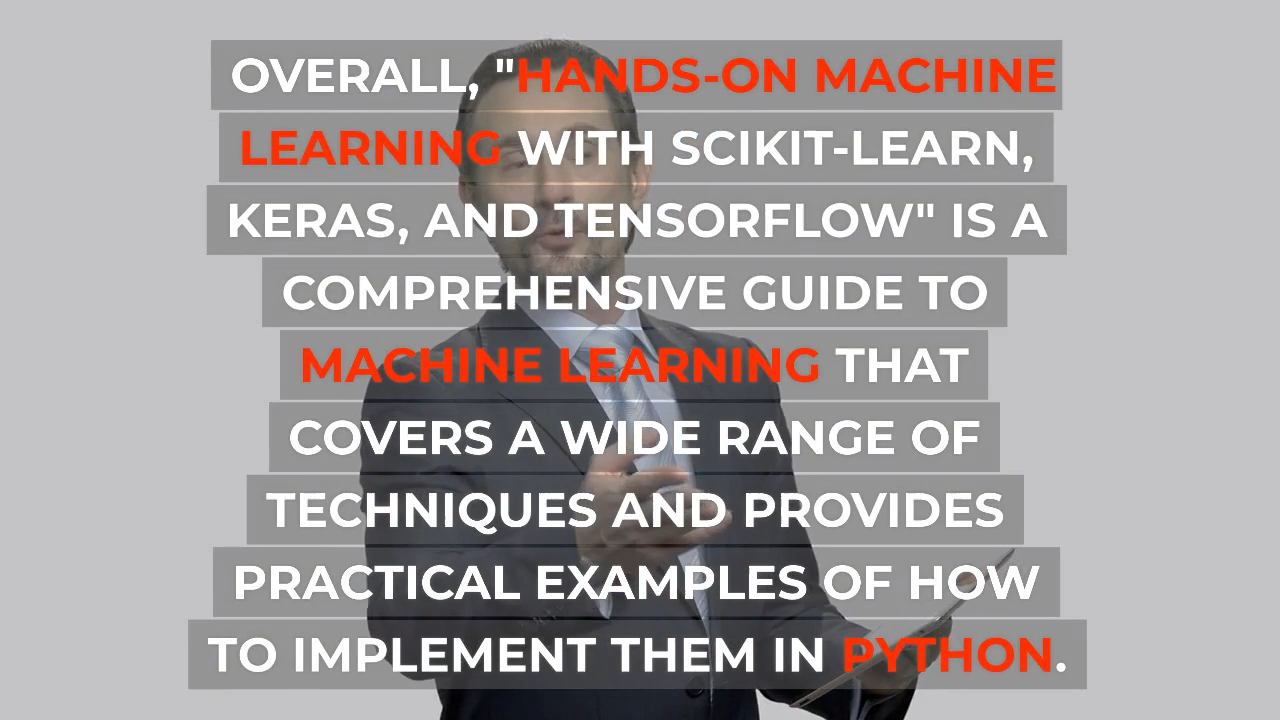 OVERALL, "HANDS-ON MACHINE
LEARNING WITH SCIKIT-LEARN,
KERAS, AND TENSORFLOW" IS A
COMPREHENSIVE GUIDE TO
MACHINE LEARNING THAT
COVERS A WIDE RANGE OF
TECHNIQUES AND PROVIDES
PRACTICAL EXAMPLES OF HOW
TO IMPLEMENT THEM IN PYTHON.